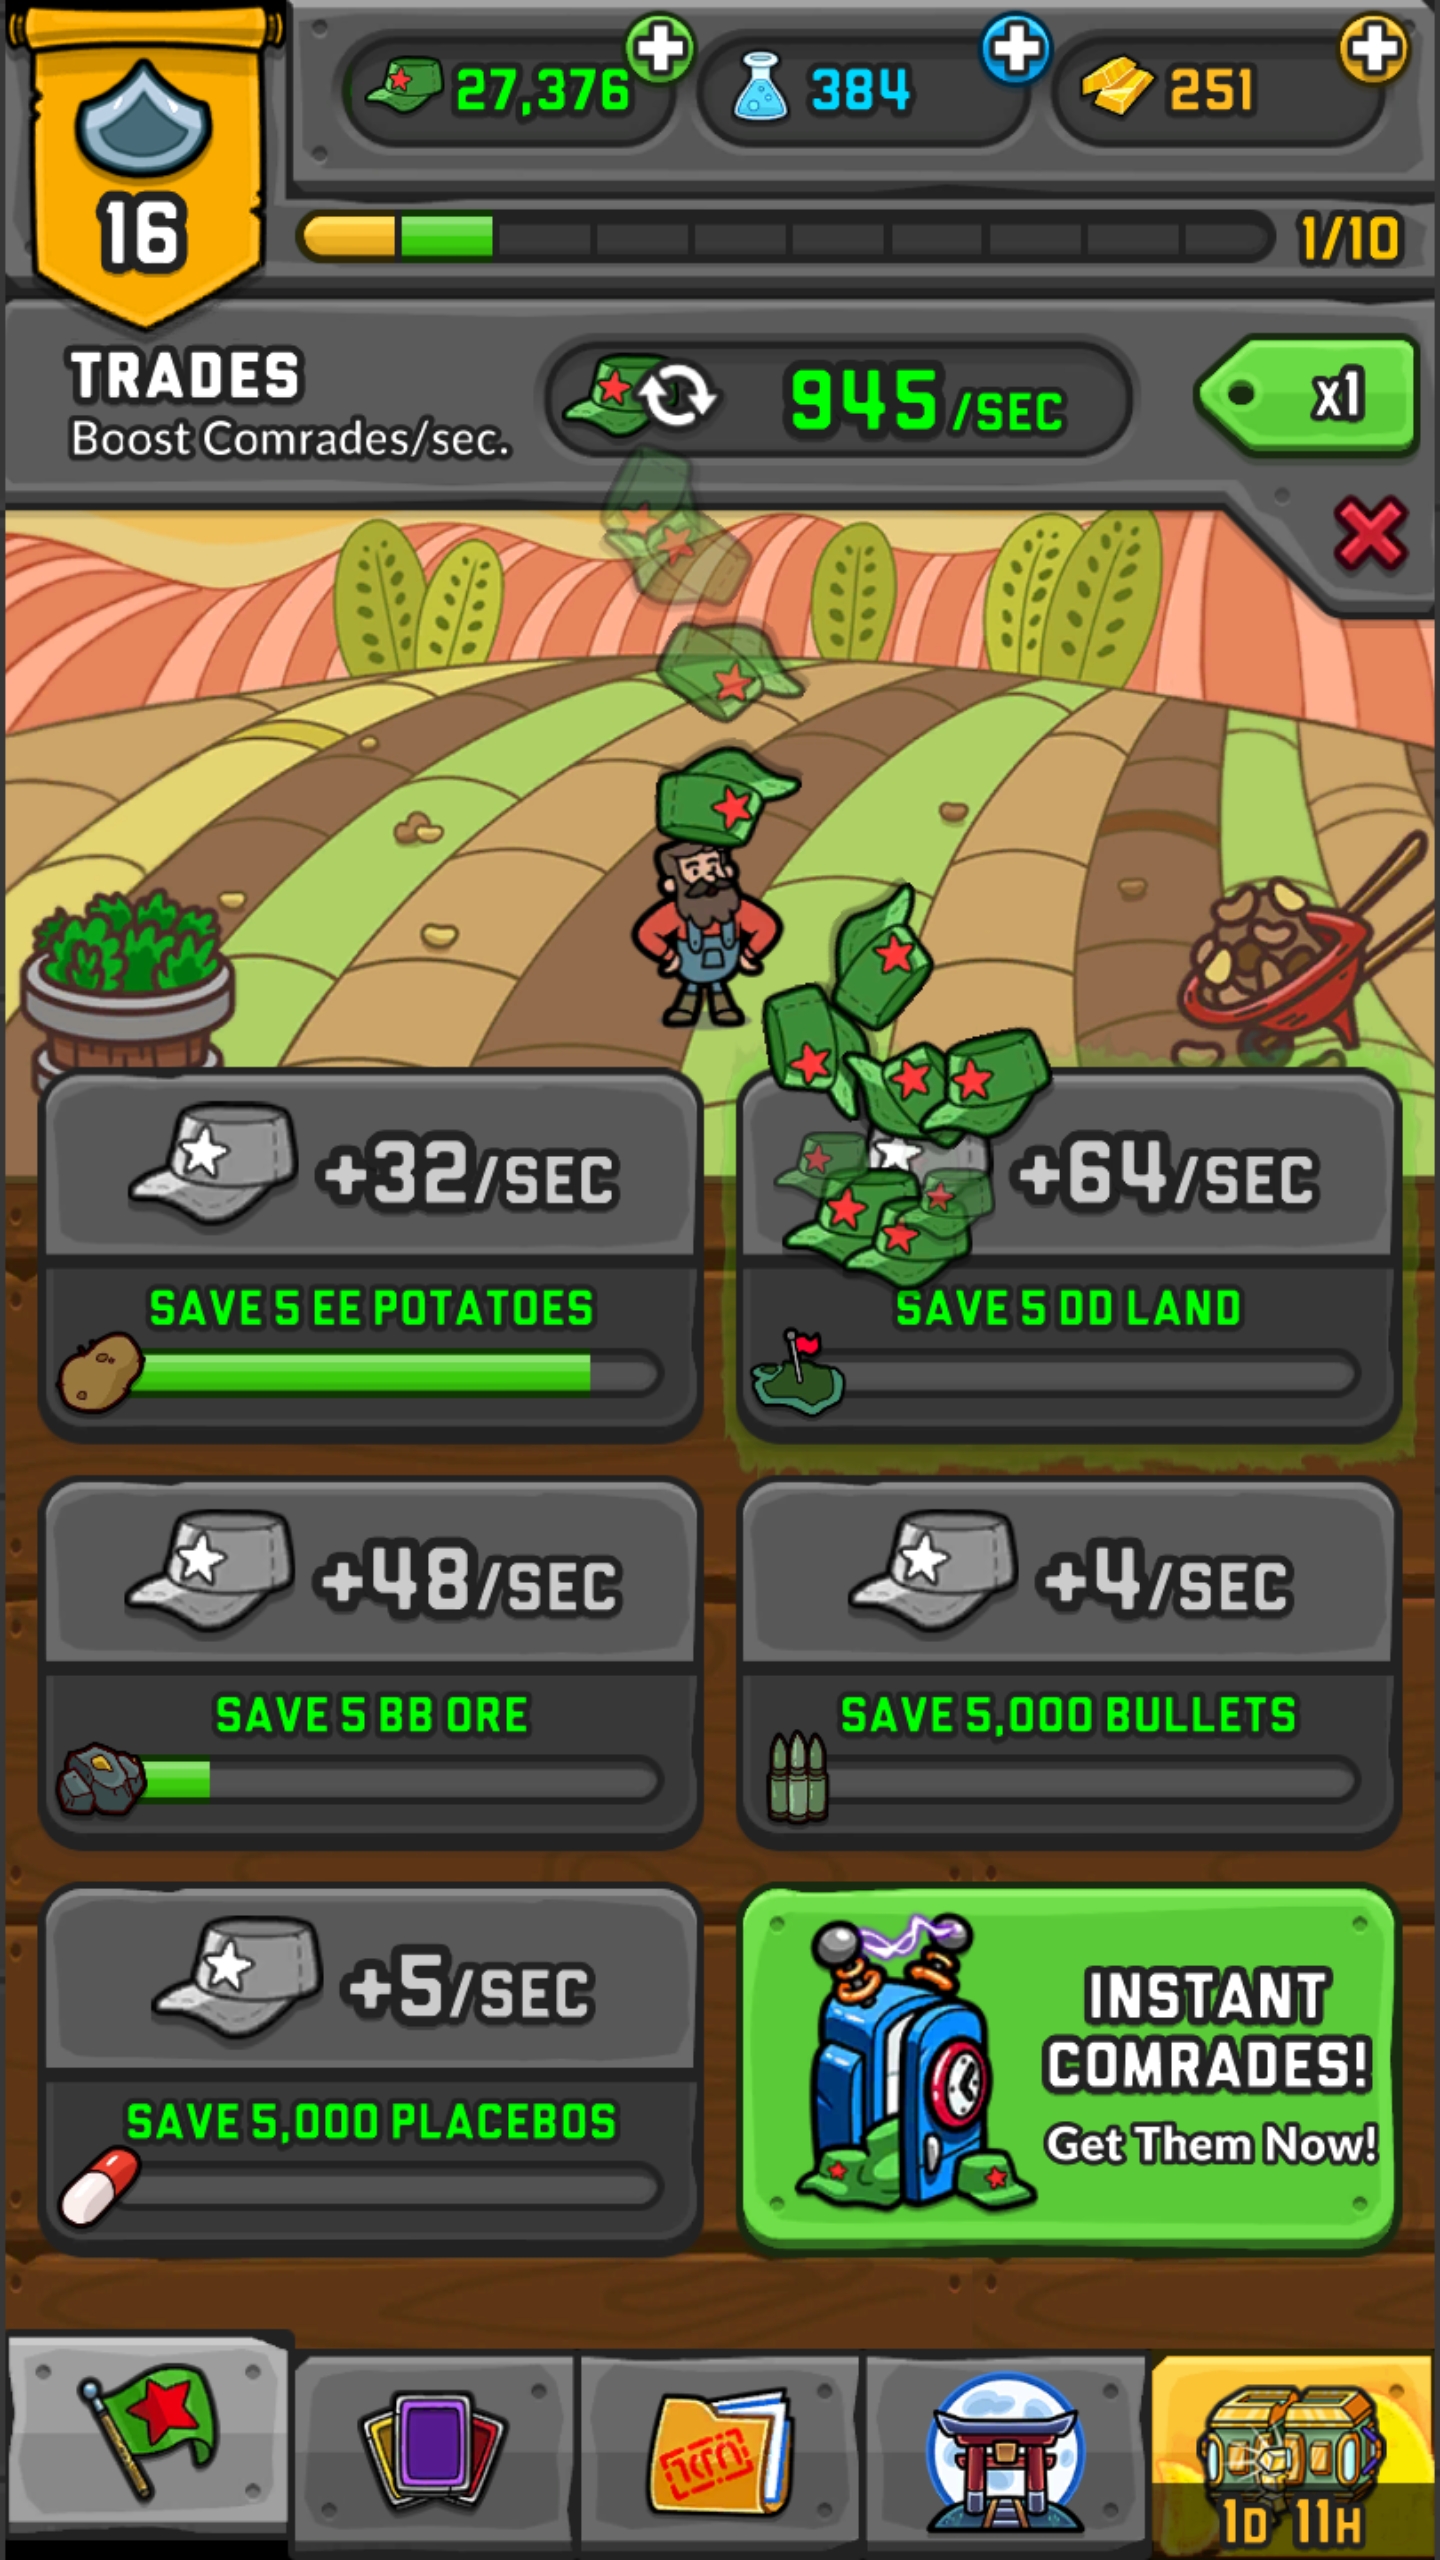 27,376
384
251
16
1/10
TRADES
Boost Comrades/sec.
945/SEC
x1
+32/SEC
SAVE 5 EE POTATOES
+64/SEC
SAVE 5 DD LAND
+48/SEC
SAVE 5 BB ORE
+4/SEC
SAVE 5,000 BULLETS
+5/SEC
SAVE 5,000 PLACEBOS
INSTANT
COMRADES!
Get Them Now!
1D 11H